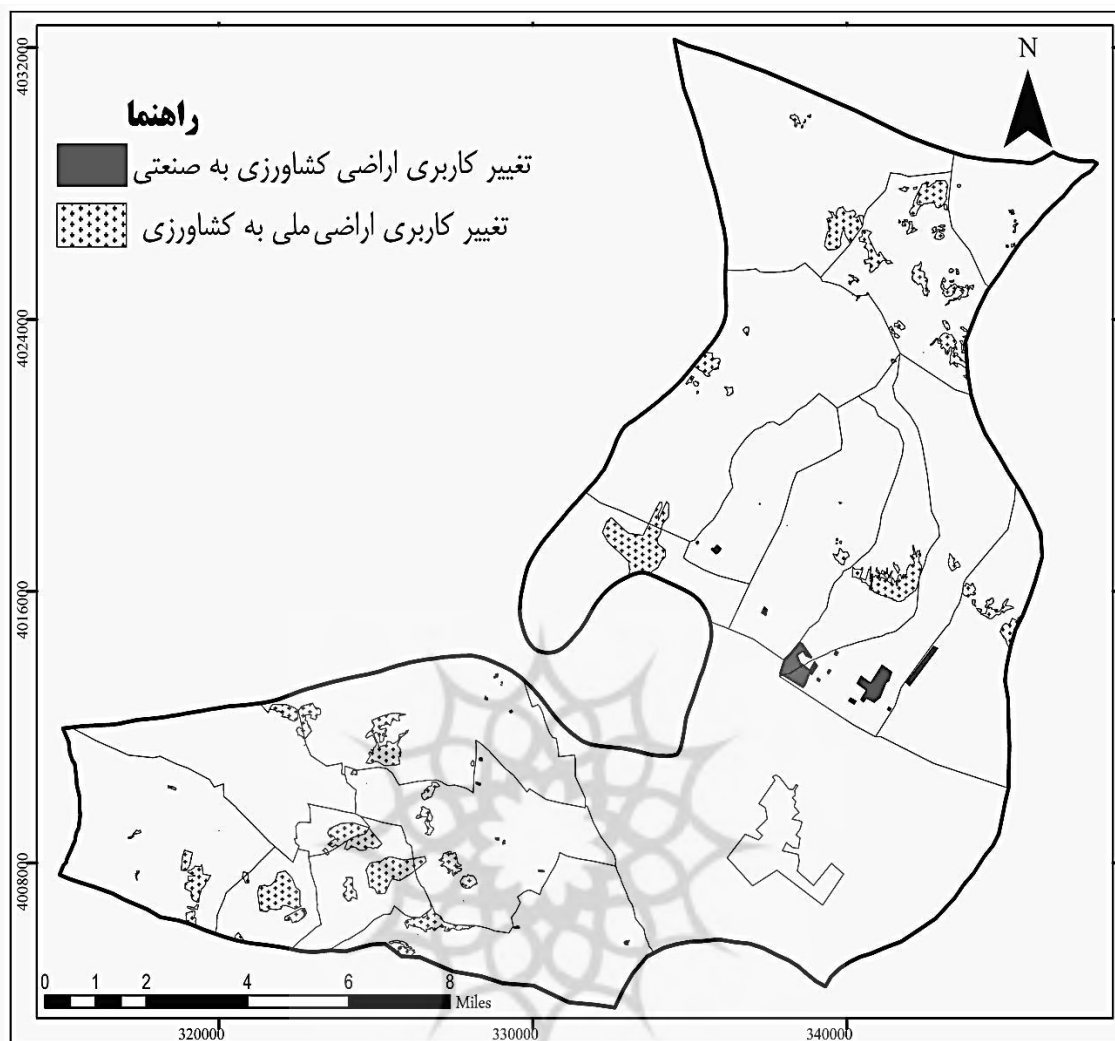 N
راهنما
تغییر کاربری اراضی کشاورزی به صنعتی
تغییر کاربری اراضی ملی به کشاورزی
4032000
4024000
4016000
4008000
0 1 2 4 6 8
Miles
320000 330000 340000